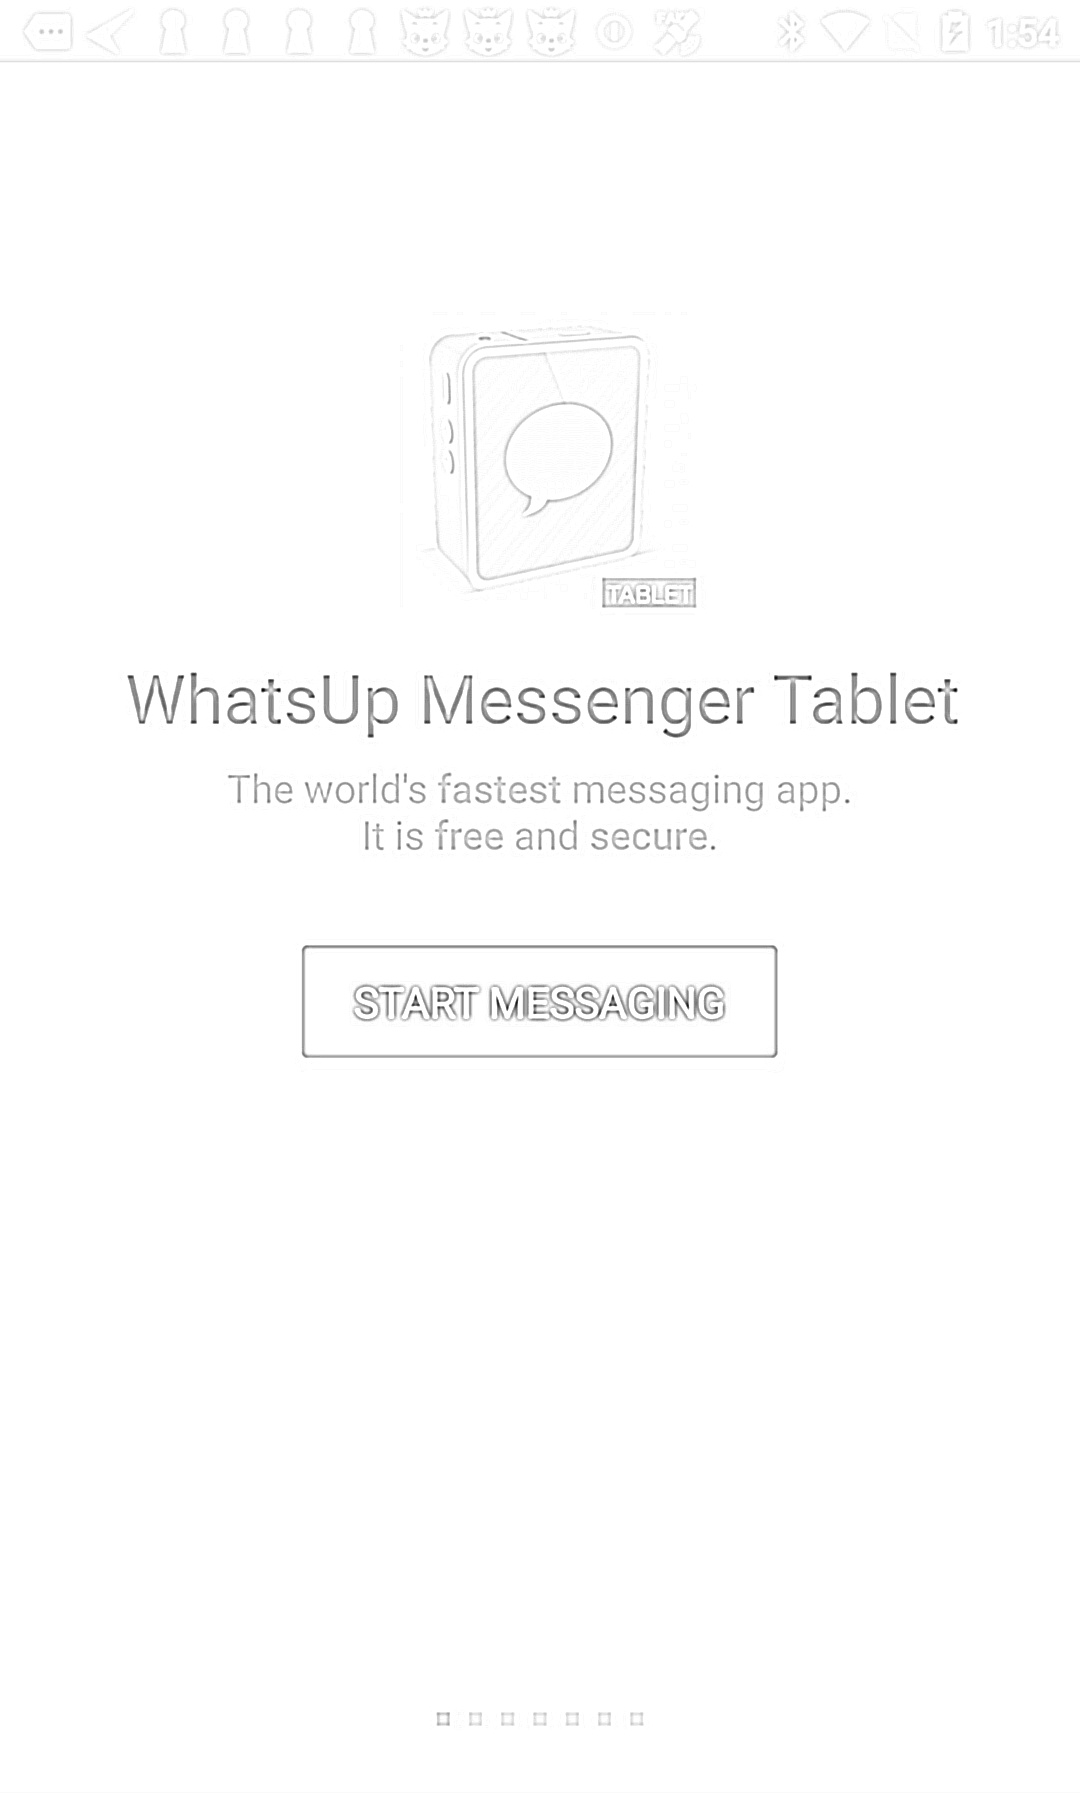 1:54
TABLET
WhatsUp Messenger Tablet
The world's fastest messaging app.
It is free and secure.
START MESSAGING